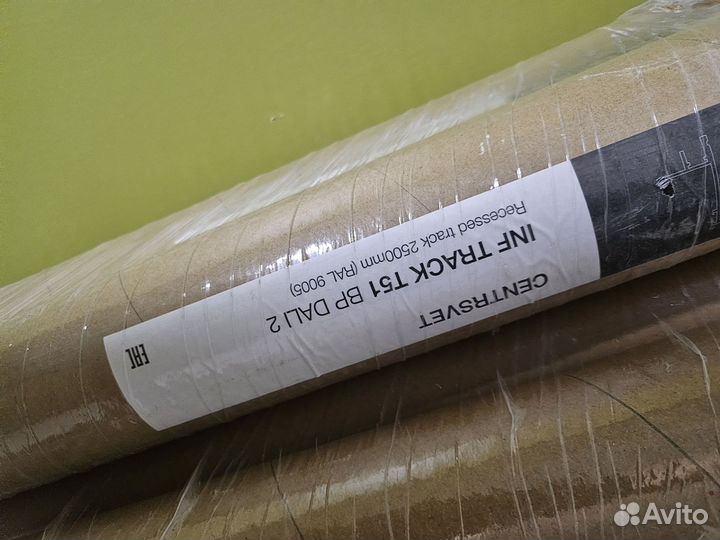 CENTRSVET
INF TRACK T51 BP DALI 2
Recessed track 2500mm (RAL 9005)
EAC
Avito